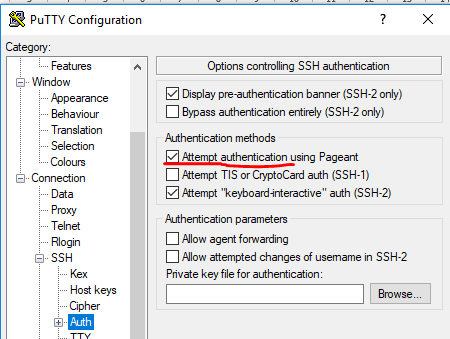 PuTTY Configuration
Category:
Features
Window
Appearance
Behaviour
Translation
Selection
Colours
Connection
Data
Proxy
Telnet
Rlogin
SSH
Kex
Host keys
Cipher
Auth
TTY
Options controlling SSH authentication
Display pre-authentication banner (SSH-2 only)
Bypass authentication entirely (SSH-2 only)
Authentication methods
Attempt authentication using Pageant
Attempt TIS or CryptoCard auth (SSH-1)
Attempt "keyboard-interactive" auth (SSH-2)
Authentication parameters
Allow agent forwarding
Allow attempted changes of username in SSH-2
Private key file for authentication:
Browse...